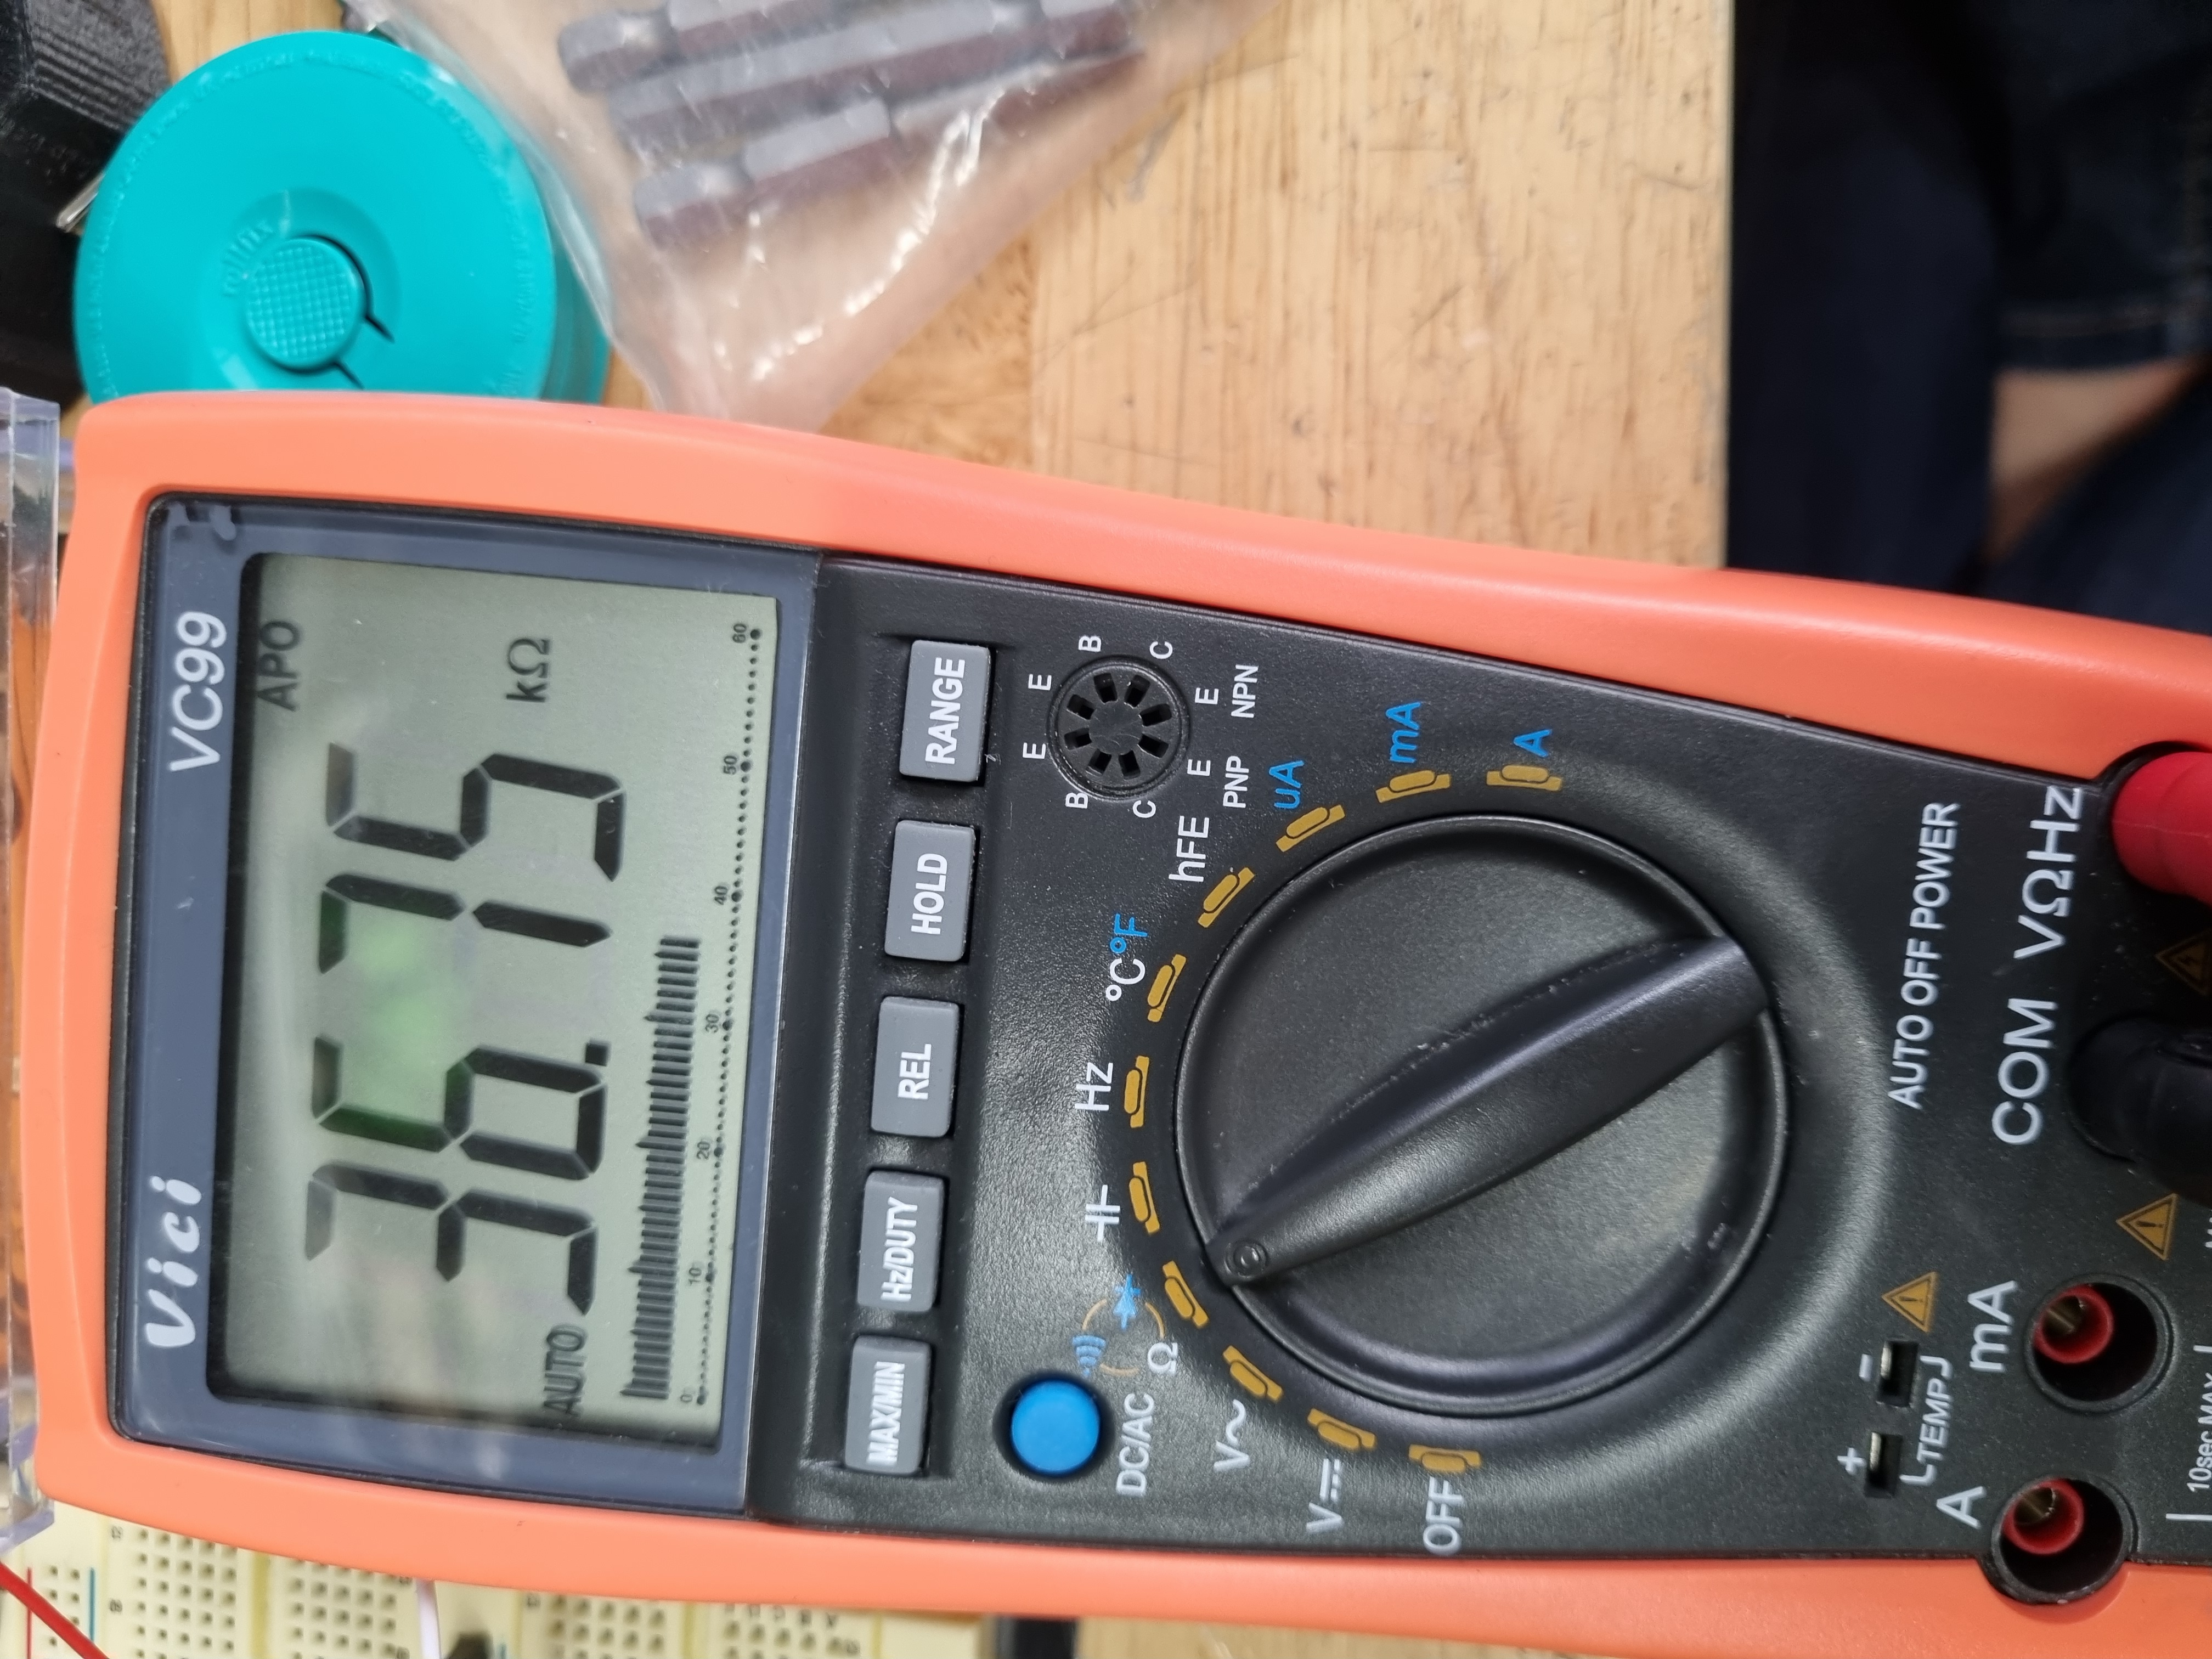 Vici VC99
APO
36.75 kΩ
AUTO
0 10 20 30 40 50 60
MAX/MIN Hz/DUTY REL HOLD RANGE
DC/AC
Ω
Hz
°C °F
hFE
E E
B B
C C
E E
PNP NPN
V~
V⎓
OFF
uA
mA
A
+ -
TEMP
AUTO OFF POWER
A mA COM VΩHz
10sec MAX